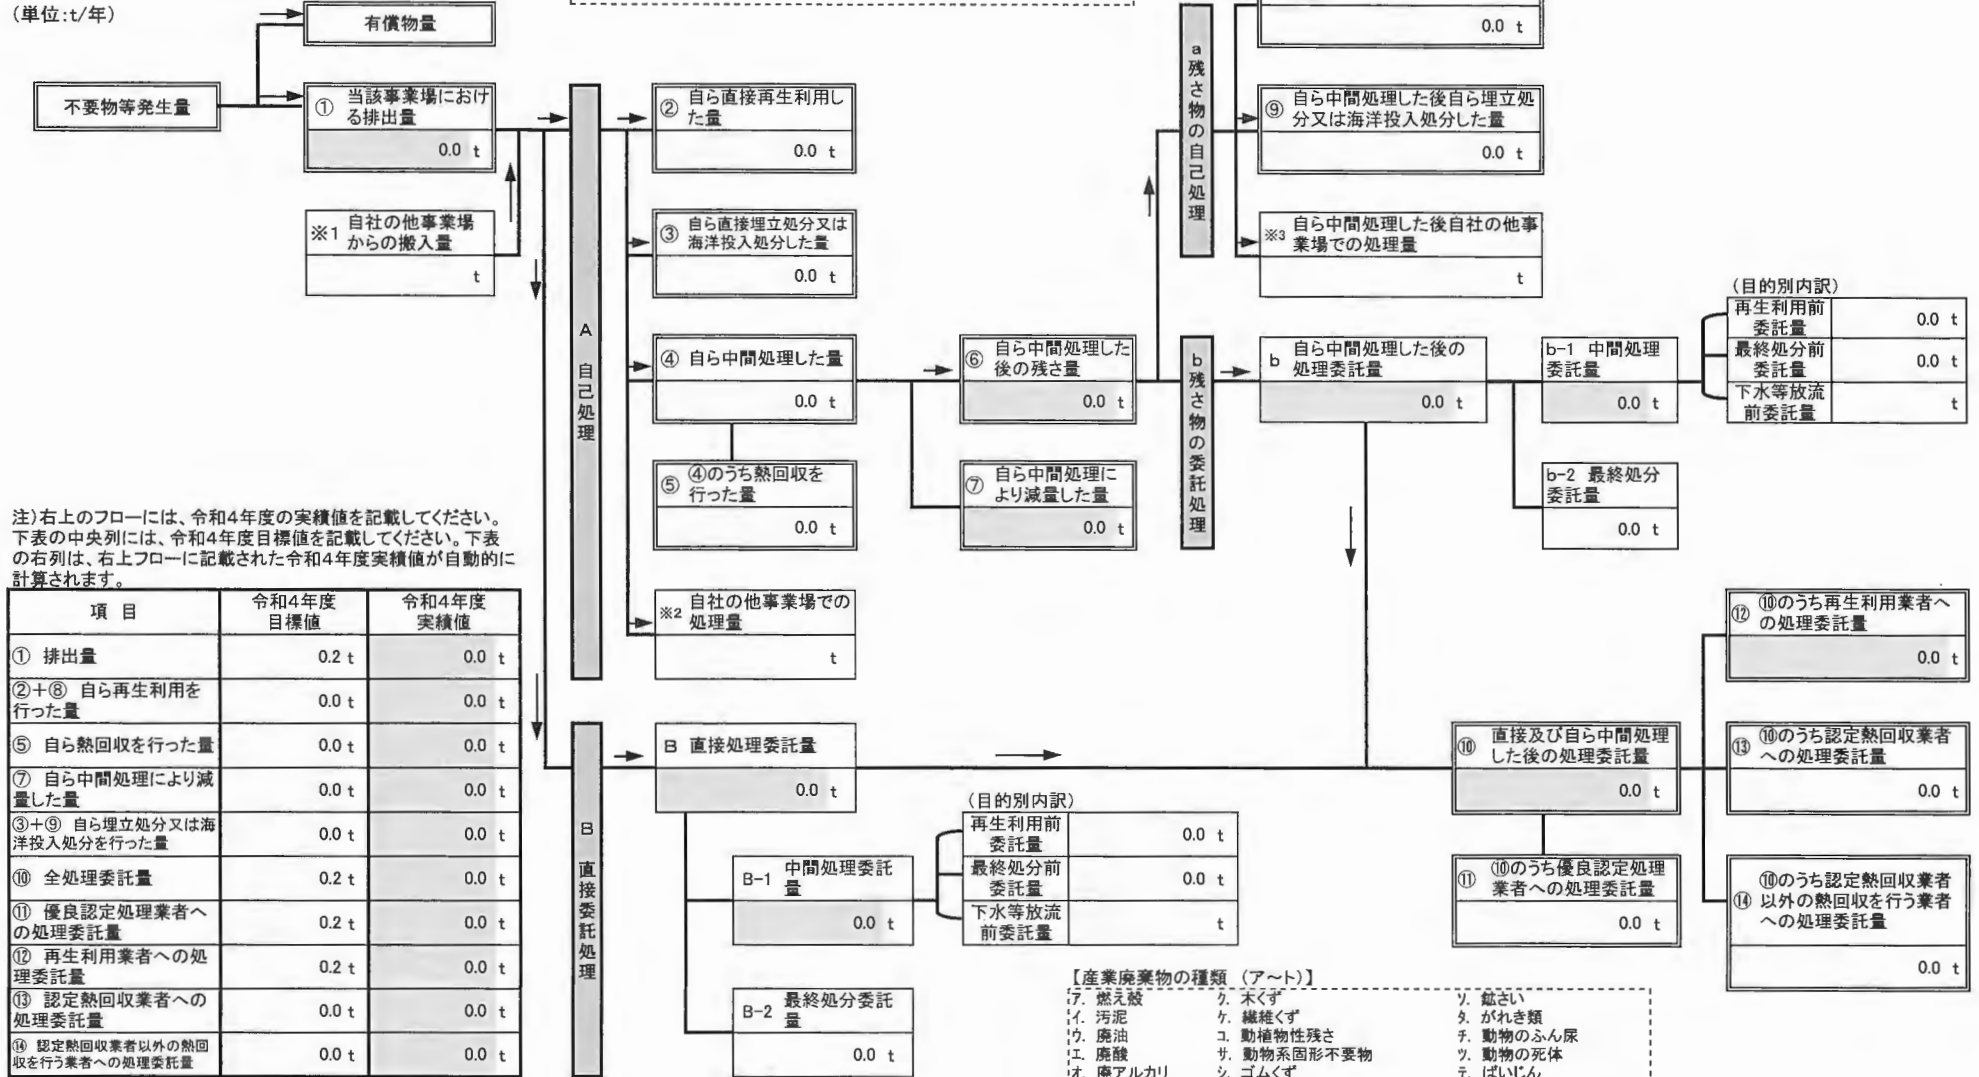 (単位:t/年)
有償物量
不要物等発生量
① 当該事業場におけ
る排出量
0.0 t
※1 自社の他事業場
からの搬入量
t
A 自己処理
② 自ら直接再生利用し
た量
0.0 t
③ 自ら直接埋立処分又は
海洋投入処分した量
0.0 t
④ 自ら中間処理した量
0.0 t
⑤ ④のうち熱回収を
行った量
0.0 t
※2 自社の他事業場での
処理量
t
⑥ 自ら中間処理した
後の残さ量
0.0 t
⑦ 自ら中間処理に
より減量した量
0.0 t
a 残さ物の自己処理
0.0 t
⑨ 自ら中間処理した後自ら埋立処
分又は海洋投入処分した量
0.0 t
※3 自ら中間処理した後自社の他事
業場での処理量
t
b 残さ物の委託処理
b 自ら中間処理した後の
処理委託量
0.0 t
b-1 中間処理
委託量
0.0 t
b-2 最終処分
委託量
0.0 t
(目的別内訳)
再生利用前
委託量
0.0 t
最終処分前
委託量
0.0 t
下水等放流
前委託量
t
注)右上のフローには、令和4年度の実績値を記載してください。
下表の中央列には、令和4年度目標値を記載してください。下表
の右列は、右上フローに記載された令和4年度実績値が自動的に
計算されます。
項 目 令和4年度 目標値 令和4年度 実績値
① 排出量 0.2 t 0.0 t
②+⑧ 自ら再生利用を
行った量 0.0 t 0.0 t
⑤ 自ら熱回収を行った量 0.0 t 0.0 t
⑦ 自ら中間処理により減
量した量 0.0 t 0.0 t
③+⑨ 自ら埋立処分又は海
洋投入処分を行った量 0.0 t 0.0 t
⑩ 全処理委託量 0.2 t 0.0 t
⑪ 優良認定処理業者へ
の処理委託量 0.2 t 0.0 t
⑫ 再生利用業者への処
理委託量 0.2 t 0.0 t
⑬ 認定熱回収業者への
処理委託量 0.0 t 0.0 t
⑭ 認定熱回収業者以外の熱回
収を行う業者への処理委託量 0.0 t 0.0 t
B 直接委託処理
B 直接処理委託量
0.0 t
B-1 中間処理委託
量
0.0 t
B-2 最終処分委託
量
0.0 t
(目的別内訳)
再生利用前
委託量
0.0 t
最終処分前
委託量
0.0 t
下水等放流
前委託量
t
⑩ 直接及び自ら中間処理
した後の処理委託量
0.0 t
⑪ ⑩のうち優良認定処理
業者への処理委託量
0.0 t
⑫ ⑩のうち再生利用業者へ
の処理委託量
0.0 t
⑬ ⑩のうち認定熱回収業者
への処理委託量
0.0 t
⑭ ⑩のうち認定熱回収業者
以外の熱回収を行う業者
への処理委託量
0.0 t
【産業廃棄物の種類 (ア~ト)】
ア. 燃え殻 ク. 木くず ソ. 鉱さい
イ. 汚泥 ケ. 繊維くず タ. がれき類
ウ. 廃油 コ. 動植物性残さ チ. 動物のふん尿
エ. 廃酸 サ. 動物系固形不要物 ツ. 動物の死体
オ. 廃アルカリ シ. ゴムくず テ. ばいじん